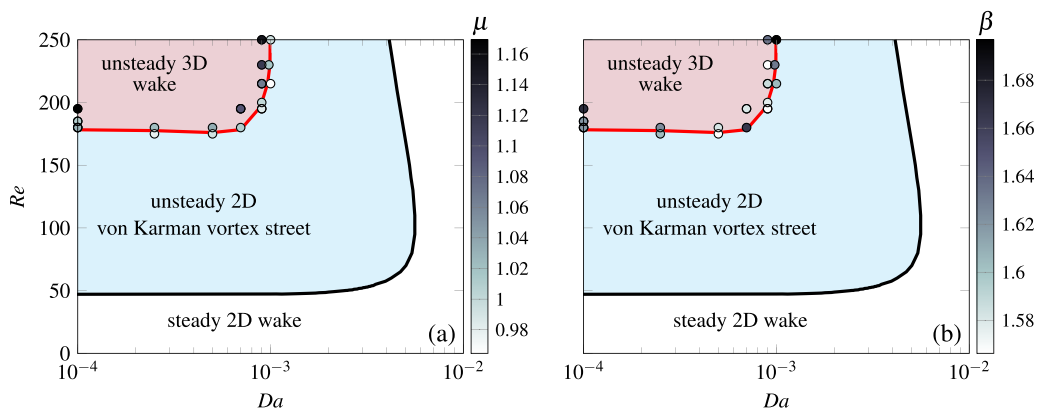 μ
250
200
150
100
50
0
Re
unsteady 3D
wake
unsteady 2D
von Karman vortex street
steady 2D wake
(a)
10⁻⁴
10⁻³
10⁻²
Da
1.16
1.14
1.12
1.1
1.08
1.06
1.04
1.02
1
0.98
β
unsteady 3D
wake
unsteady 2D
von Karman vortex street
steady 2D wake
(b)
10⁻⁴
10⁻³
10⁻²
Da
1.68
1.66
1.64
1.62
1.6
1.58